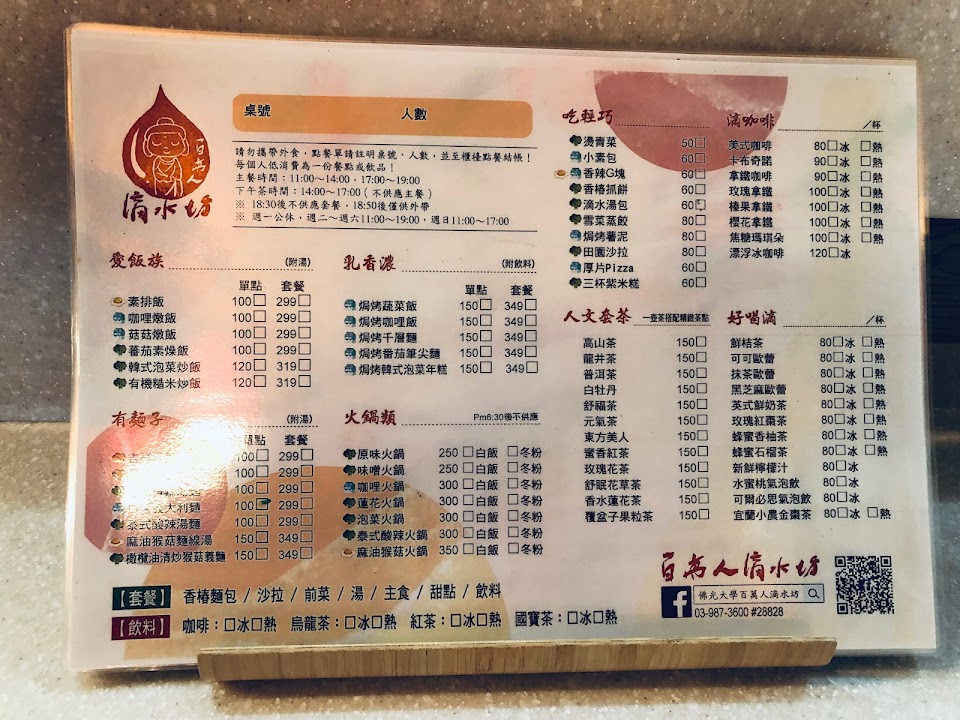 百萬人
滴水坊
桌號 人數
請勿攜帶外食，點餐單請註明桌號、人數，並至櫃檯點餐結帳！
每個人低消費為一份餐點或飲品！
主餐時間：11:00～14:00，17:00～19:00
下午茶時間：14:00～17:00（不供應主餐）
※ 18:30後不供應套餐，18:50後僅供外帶
※ 週一公休，週二～週六11:00～19:00，週日11:00～17:00
愛飯族 (附湯)
單點 套餐
素排飯 100□ 299□
咖哩燉飯 100□ 299□
菇菇燉飯 100□ 299□
蕃茄素燥飯 100□ 299□
韓式泡菜炒飯 120□ 319□
有機糙米炒飯 120□ 319□
乳香濃 (附飲料)
單點 套餐
焗烤蔬菜飯 150□ 349□
焗烤咖哩飯 150□ 349□
焗烤千層麵 150□ 349□
焗烤番茄筆尖麵 150□ 349□
焗烤韓式泡菜年糕 150□ 349□
有麵子 (附湯)
單點 套餐
100□ 299□
100□ 299□
100□ 299□
利麵 100□ 299□
泰式酸辣湯麵 100□ 299□
麻油猴菇麵線湯 150□ 349□
橄欖油清炒猴菇義麵 150□ 349□
火鍋類 Pm6:30後不供應
原味火鍋 250 □白飯 □冬粉
味噌火鍋 250 □白飯 □冬粉
咖哩火鍋 300 □白飯 □冬粉
蓮花火鍋 300 □白飯 □冬粉
泡菜火鍋 300 □白飯 □冬粉
泰式酸辣火鍋 300 □白飯 □冬粉
麻油猴菇火鍋 350 □白飯 □冬粉
【套餐】 香椿麵包 / 沙拉 / 前菜 / 湯 / 主食 / 甜點 / 飲料
【飲料】 咖啡：□冰□熱 烏龍茶：□冰□熱 紅茶：□冰□熱 國寶茶：□冰□熱
吃輕巧
燙青菜 50□
小素包 60□
香辣G塊 60□
香椿抓餅 60□
滴水湯包 60□
雪菜蒸餃 80□
焗烤薯泥 80□
田園沙拉 80□
厚片Pizza 60□
三杯紫米糕 60□
滴咖啡 ／杯
美式咖啡 80□冰 □熱
卡布奇諾 90□冰 □熱
拿鐵咖啡 90□冰 □熱
玫瑰拿鐵 100□冰 □熱
榛果拿鐵 100□冰 □熱
櫻花拿鐵 100□冰 □熱
焦糖瑪琪朵 100□冰 □熱
漂浮冰咖啡 120□冰
人文套茶 一壺茶搭配精緻茶點
高山茶 150□
龍井茶 150□
普洱茶 150□
白牡丹 150□
舒福茶 150□
元氣茶 150□
東方美人 150□
蜜香紅茶 150□
玫瑰花茶 150□
舒眠花草茶 150□
香水蓮花茶 150□
覆盆子果粒茶 150□
好喝滴 ／杯
鮮桔茶 80□冰 □熱
可可歐蕾 80□冰 □熱
抹茶歐蕾 80□冰 □熱
黑芝麻歐蕾 80□冰 □熱
英式鮮奶茶 80□冰 □熱
玫瑰紅棗茶 80□冰 □熱
蜂蜜香柚茶 80□冰 □熱
蜂蜜石榴茶 80□冰 □熱
新鮮檸檬汁 80□冰
水蜜桃氣泡飲 80□冰
可爾必思氣泡飲 80□冰
宜蘭小農金棗茶 80□冰 □熱
百萬人滴水坊
佛光大學百萬人滴水坊
03-987-3600 #28828